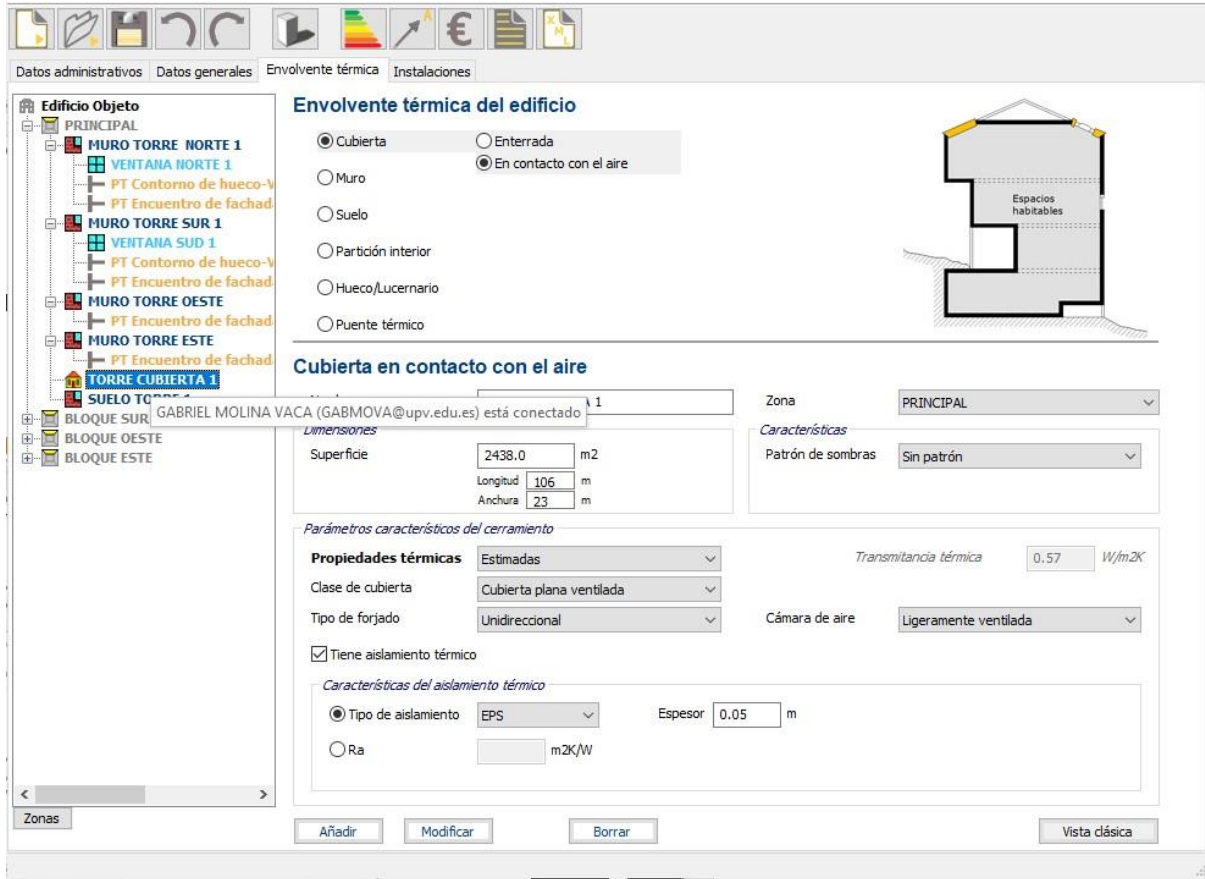 A
€
X
M
L
Datos administrativos Datos generales Envolvente térmica Instalaciones
Edificio Objeto
PRINCIPAL
MURO TORRE NORTE 1
VENTANA NORTE 1
PT Contorno de hueco-V
PT Encuentro de fachad
MURO TORRE SUR 1
VENTANA SUD 1
PT Contorno de hueco-V
PT Encuentro de fachad
MURO TORRE OESTE
PT Encuentro de fachad
MURO TORRE ESTE
PT Encuentro de fachad
TORRE CUBIERTA 1
SUELO TORRE 1
BLOQUE SUR
BLOQUE OESTE
BLOQUE ESTE
Zonas
GABRIEL MOLINA VACA (GABMOVA@upv.edu.es) está conectado
Envolvente térmica del edificio
Cubierta
Enterrada
En contacto con el aire
Muro
Suelo
Partición interior
Hueco/Lucernario
Puente térmico
Espacios
habitables
Cubierta en contacto con el aire
1
Zona PRINCIPAL
Dimensiones
Superficie 2438.0 m2
Longitud 106 m
Anchura 23 m
Características
Patrón de sombras Sin patrón
Parámetros característicos del cerramiento
Propiedades térmicas Estimadas Transmitancia térmica 0.57 W/m2K
Clase de cubierta Cubierta plana ventilada
Tipo de forjado Unidireccional Cámara de aire Ligeramente ventilada
Tiene aislamiento térmico
Características del aislamiento térmico
Tipo de aislamiento EPS Espesor 0.05 m
Ra m2K/W
Añadir Modificar Borrar Vista clásica